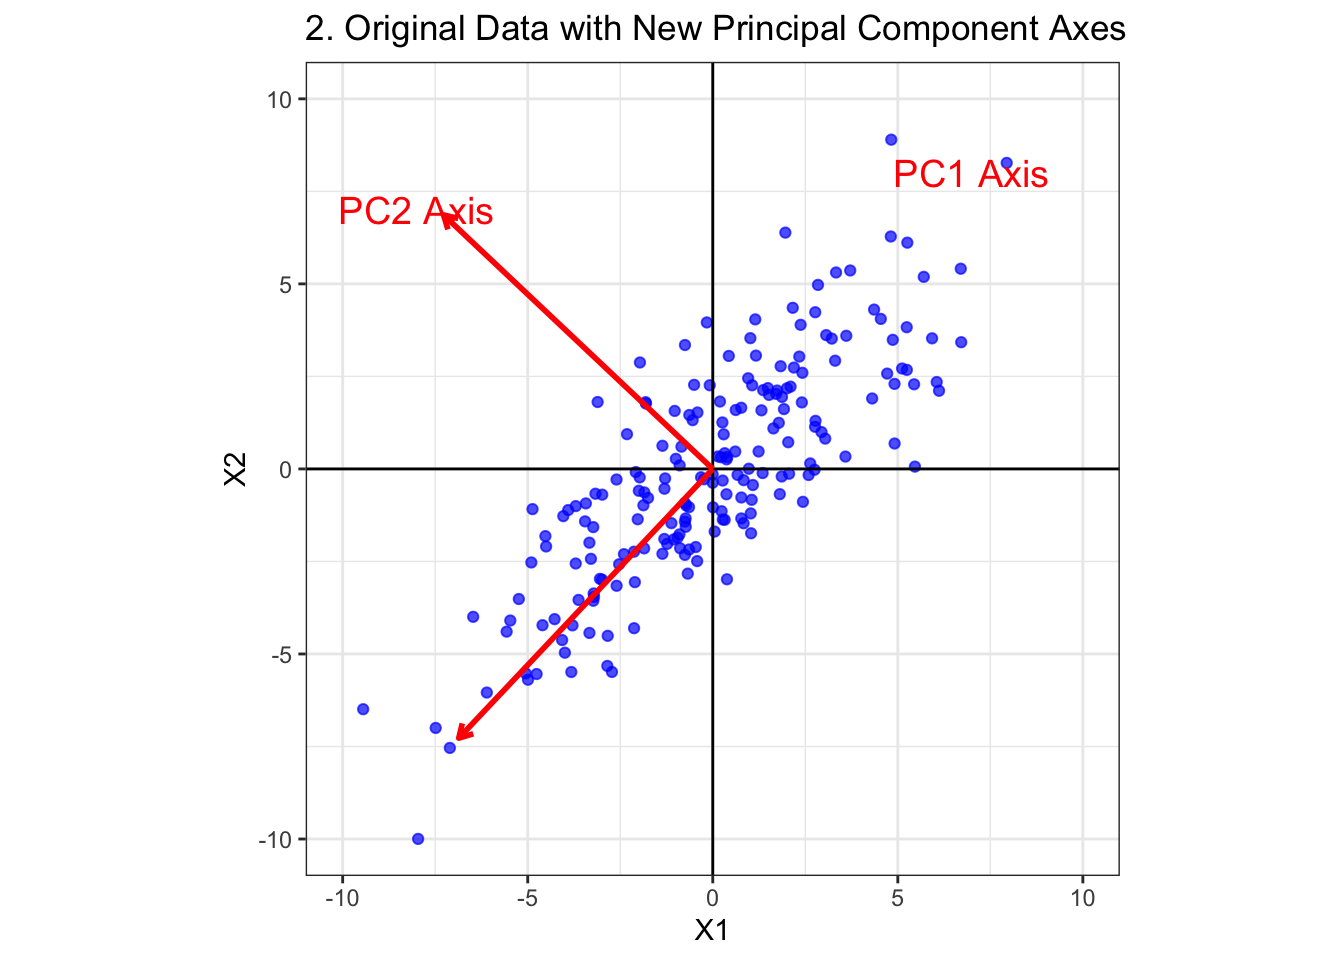 2. Original Data with New Principal Component Axes
10
PC1 Axis
PC2 Axis
5
X2
0
-5
-10
-10 -5 0 5 10
X1